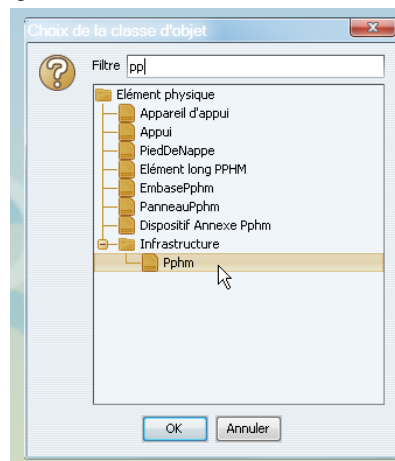 Choix de la classe d'objet
Filtre pp
Elément physique
Appareil d'appui
Appui
PiedDeNappe
Elément long PPHM
EmbasePphm
PanneauPphm
Dispositif Annexe Pphm
Infrastructure
Pphm
OK Annuler